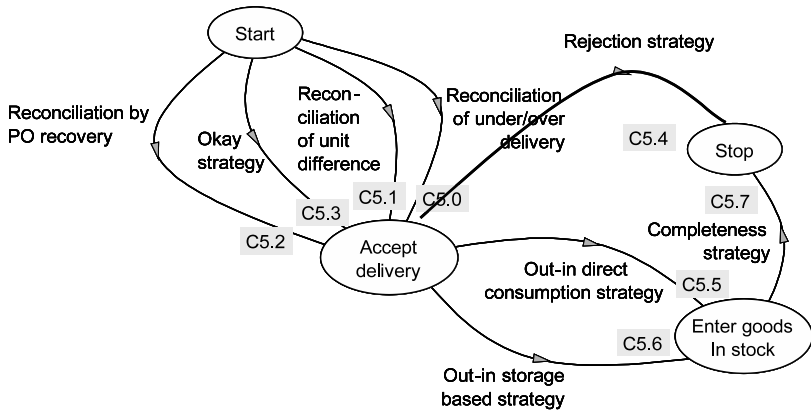 Start
Rejection strategy
Reconciliation by
PO recovery
Okay
strategy
Recon-
ciliation
of unit
difference
Reconciliation
of under/over
delivery
C5.4
Stop
C5.1
C5.0
C5.3
C5.2
C5.7
Accept
delivery
Completeness
strategy
Out-in direct
consumption strategy
C5.5
Enter goods
In stock
C5.6
Out-in storage
based strategy